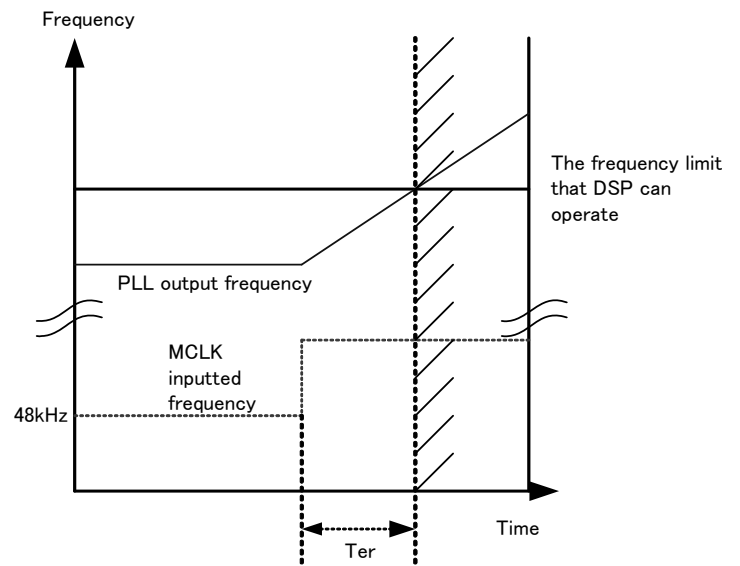 Frequency
The frequency limit
that DSP can
operate
PLL output frequency
MCLK
inputted
frequency
48kHz
Time
Ter